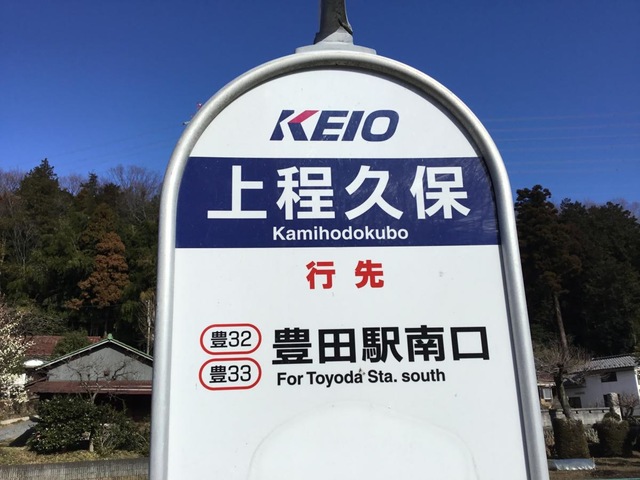 KEIO
上程久保
Kamihodokubo
行先
豊32
豊33
豊田駅南口
For Toyoda Sta. south